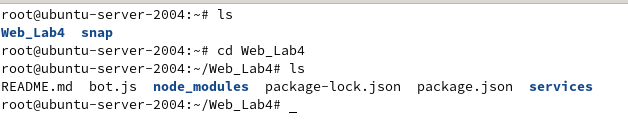 root@ubuntu-server-2004:~# ls
Web_Lab4  snap
root@ubuntu-server-2004:~# cd Web_Lab4
root@ubuntu-server-2004:~/Web_Lab4# ls
README.md  bot.js  node_modules  package-lock.json  package.json  services
root@ubuntu-server-2004:~/Web_Lab4# _